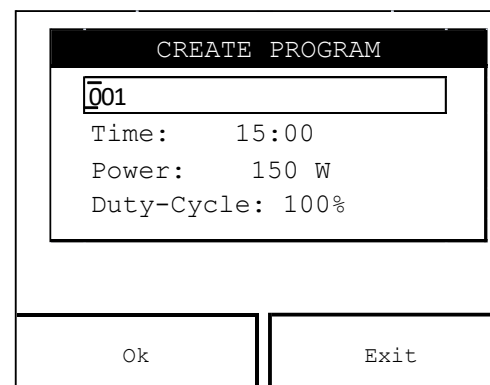 CREATE PROGRAM
001
Time: 15:00
Power: 150 W
Duty-Cycle: 100%
Ok
Exit